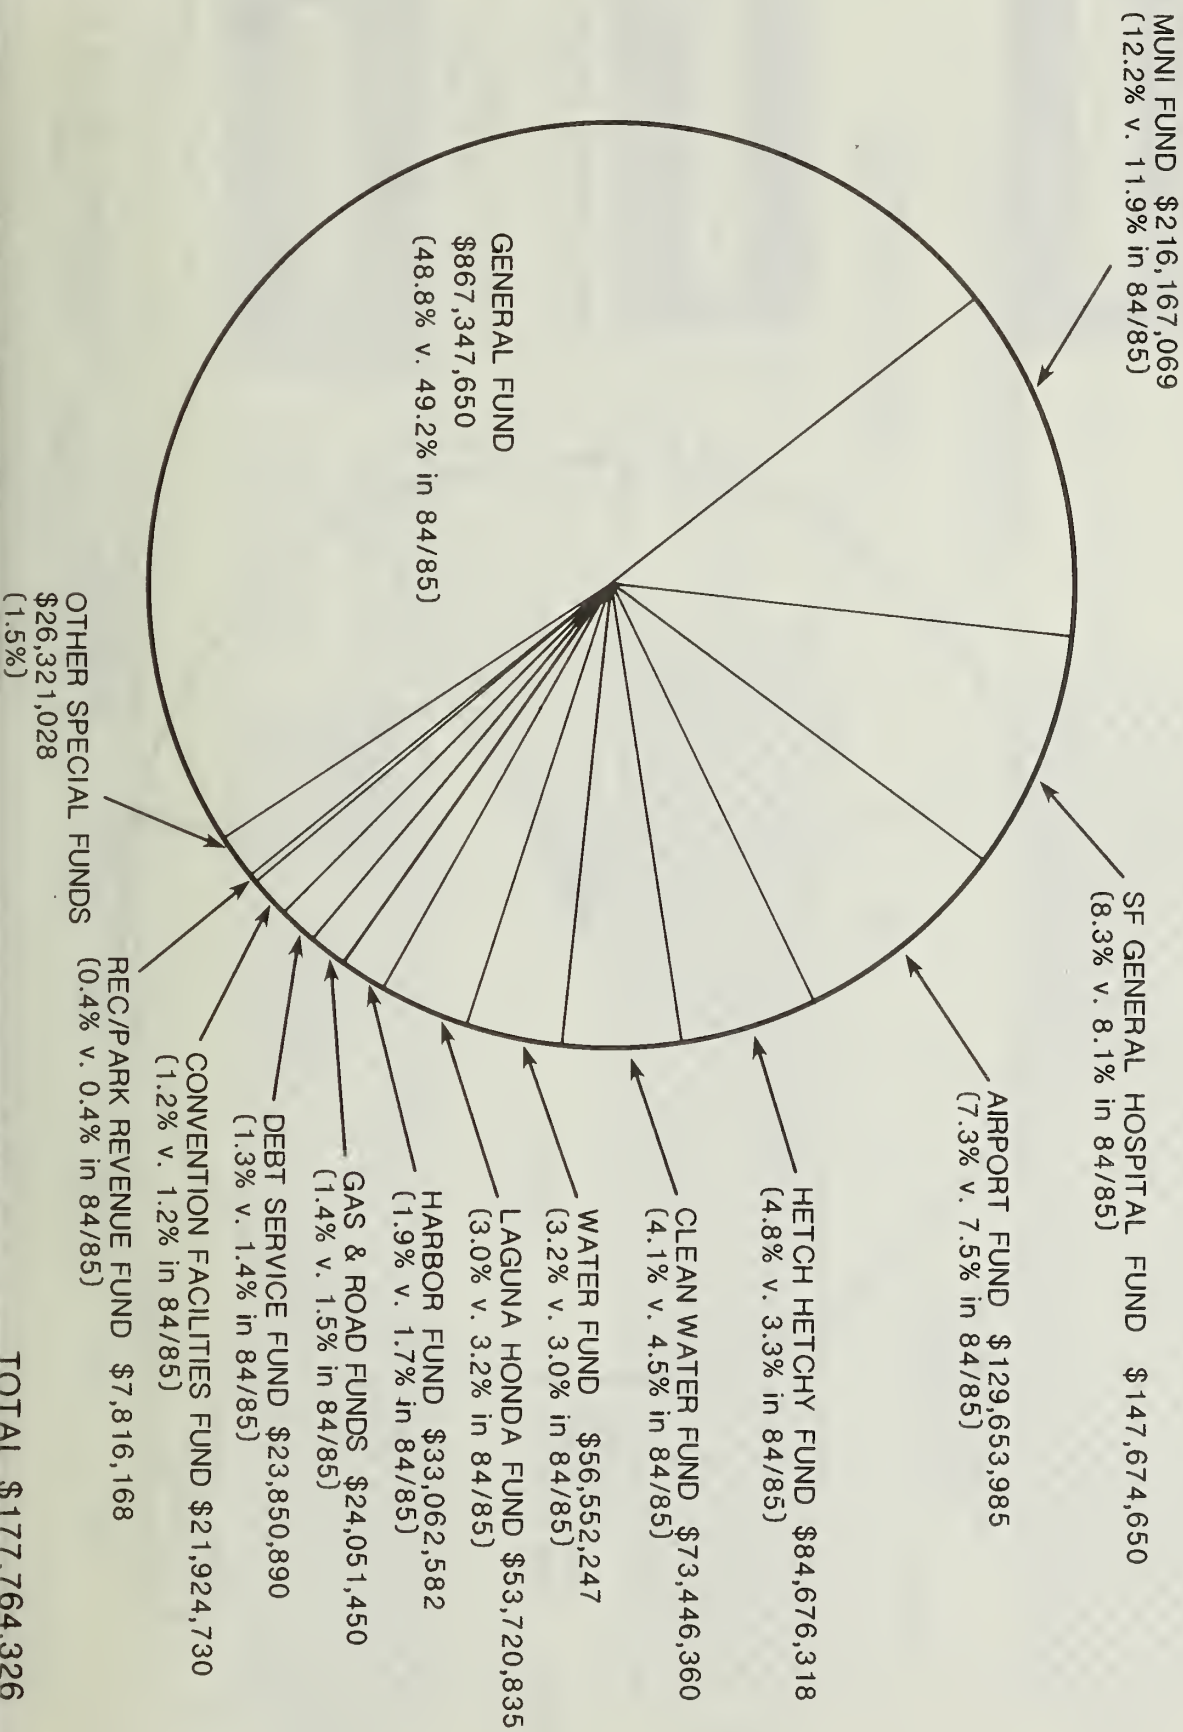 MUNI FUND $216,167,069
(12.2% v. 11.9% in 84/85)
SF GENERAL HOSPITAL FUND $147,674,650
(8.3% v. 8.1% in 84/85)
AIRPORT FUND $129,653,985
(7.3% v. 7.5% in 84/85)
HETCH HETCHY FUND $84,676,318
(4.8% v. 3.3% in 84/85)
CLEAN WATER FUND $73,446,360
(4.1% v. 4.5% in 84/85)
WATER FUND $56,552,247
(3.2% v. 3.0% in 84/85)
LAGUNA HONDA FUND $53,720,835
(3.0% v. 3.2% in 84/85)
HARBOR FUND $33,062,582
(1.9% v. 1.7% in 84/85)
GAS & ROAD FUNDS $24,051,450
(1.4% v. 1.5% in 84/85)
DEBT SERVICE FUND $23,850,890
(1.3% v. 1.4% in 84/85)
CONVENTION FACILITIES FUND $21,924,730
(1.2% v. 1.2% in 84/85)
REC/PARK REVENUE FUND $7,816,168
(0.4% v. 0.4% in 84/85)
GENERAL FUND
$867,347,650
(48.8% v. 49.2% in 84/85)
OTHER SPECIAL FUNDS
$26,321,028
(1.5%)
TOTAL $177,764,326